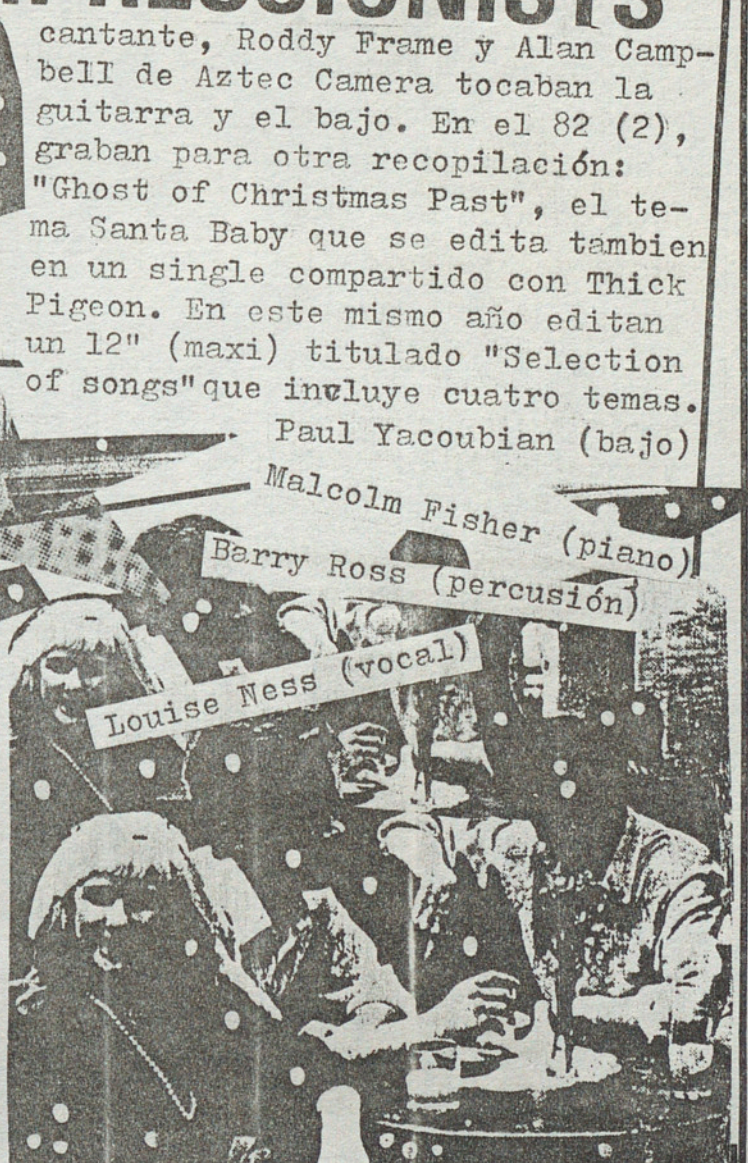 cantante, Roddy Frame y Alan Camp-
bell de Aztec Camera tocaban la
guitarra y el bajo. En el 82 (2),
graban para otra recopilación:
"Ghost of Christmas Past", el te-
ma Santa Baby que se edita tambien
en un single compartido con Thick
Pigeon. En este mismo año editan
un 12" (maxi) titulado "Selection
of songs" que incluye cuatro temas.
Paul Yacoubian (bajo)
Malcolm Fisher (piano)
Barry Ross (percusión)
Louise Ness (vocal)